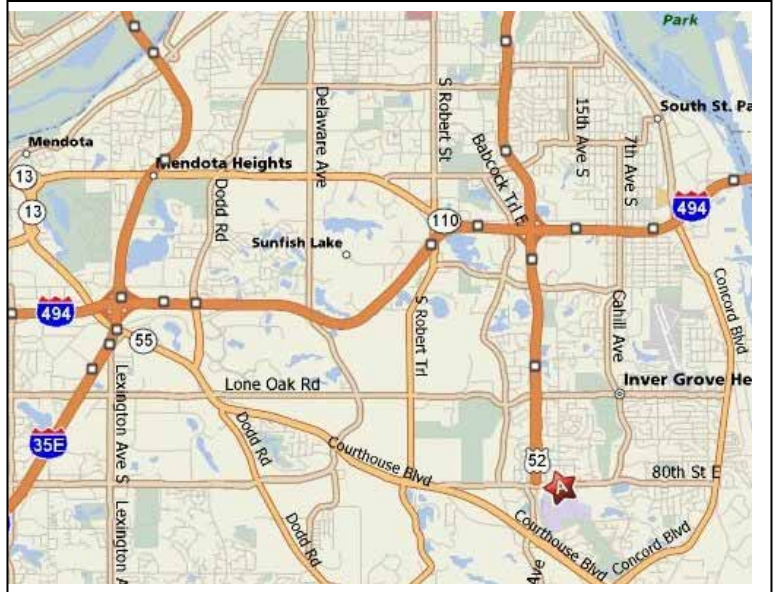 Park
South St. Pa
Mendota
Mendota Heights
Delaware Ave
S Robert St
Babcock Trl E
15th Ave S
7th Ave S
13
13
Dodd Rd
110
494
Sunfish Lake
494
55
S Robert Trl
Cahill Ave
Concord Blvd
Lone Oak Rd
Inver Grove He
Lexington Ave S
35E
Dodd Rd
Courthouse Blvd
52
A
80th St E
Lexington A
Dodd Rd
Courthouse Blvd
Concord Blvd
Ave